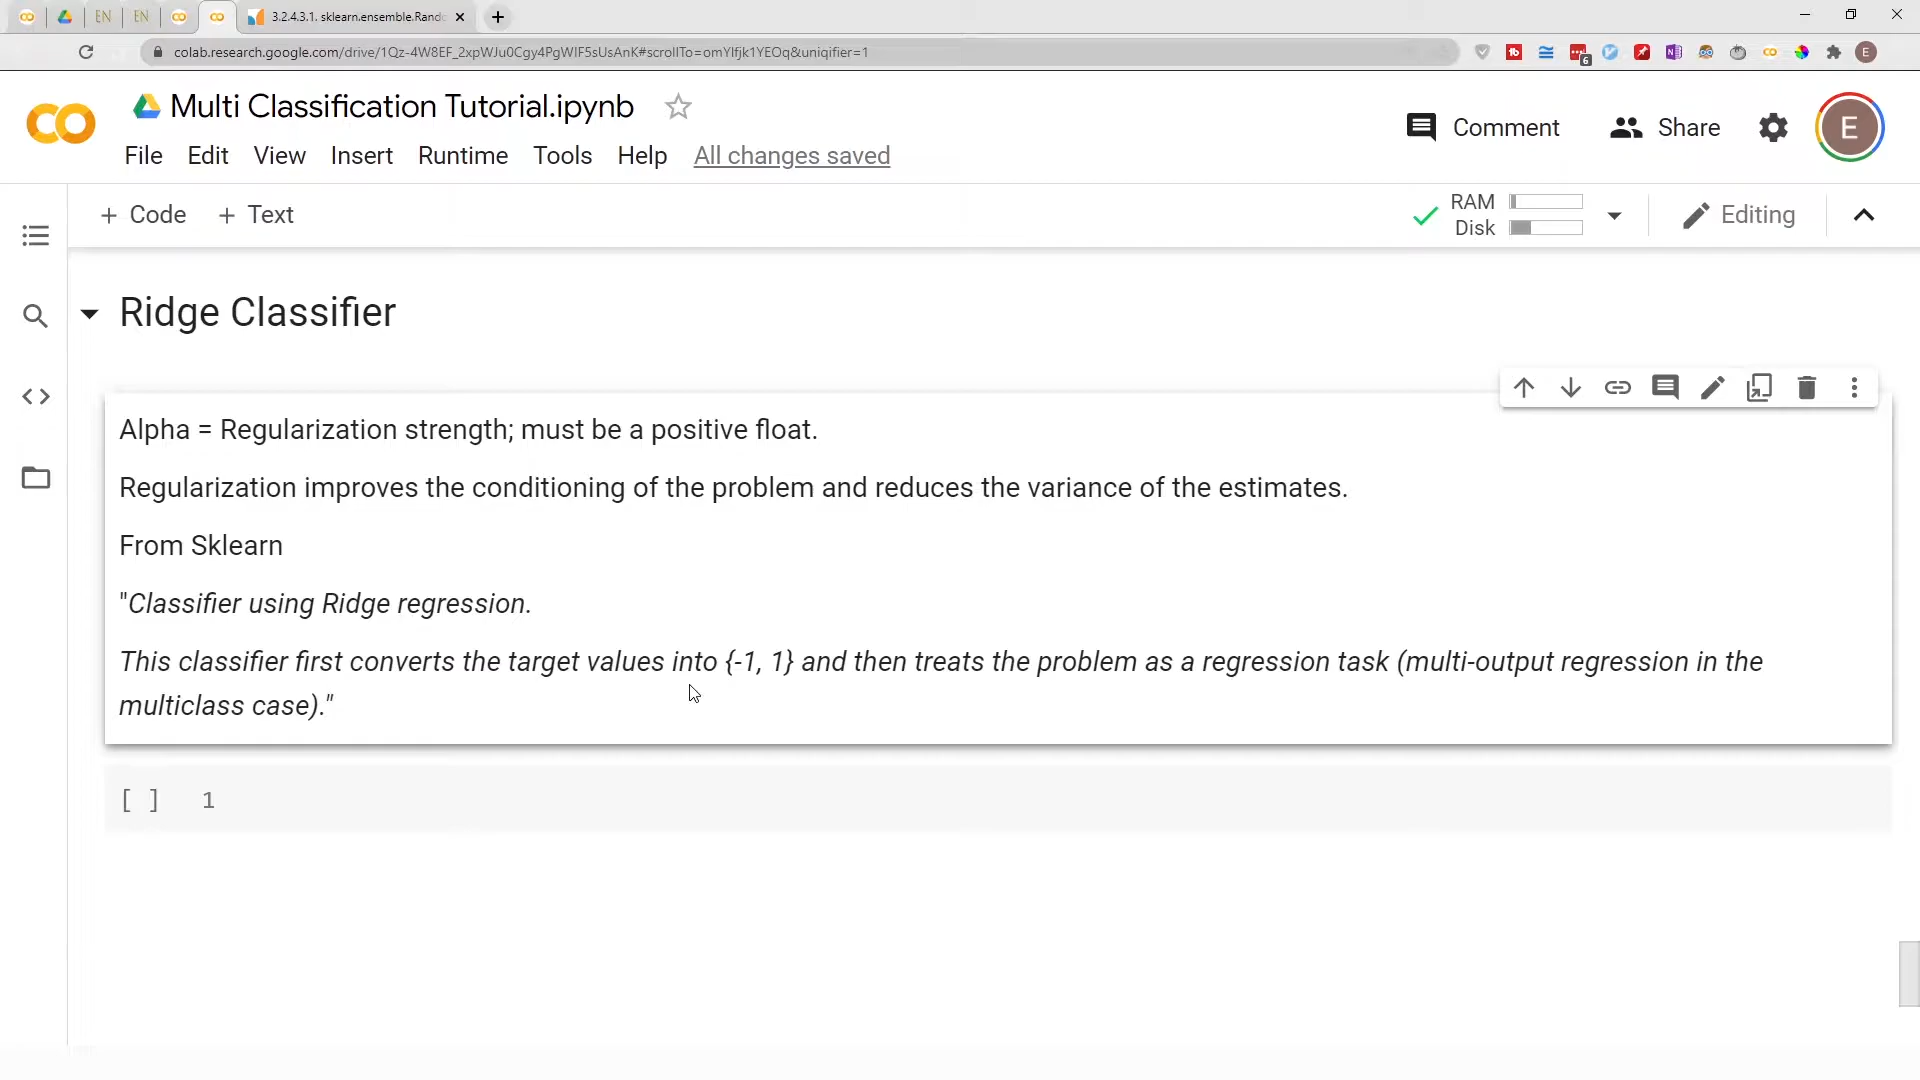 EN
EN
3.2.4.3.1. sklearn.ensemble.Rand
colab.research.google.com/drive/1Qz-4W8EF_2xpWJu0Cgy4PgWIF5sUsAnK#scrollTo=omYlfjk1YEOq&uniqifier=1
6
E
Multi Classification Tutorial.ipynb
Comment
Share
E
File Edit View Insert Runtime Tools Help All changes saved
+ Code + Text
RAM
Disk
Editing
Ridge Classifier
Alpha = Regularization strength; must be a positive float.
Regularization improves the conditioning of the problem and reduces the variance of the estimates.
From Sklearn
"Classifier using Ridge regression.
This classifier first converts the target values into {-1, 1} and then treats the problem as a regression task (multi-output regression in the
multiclass case)."
[ ] 1